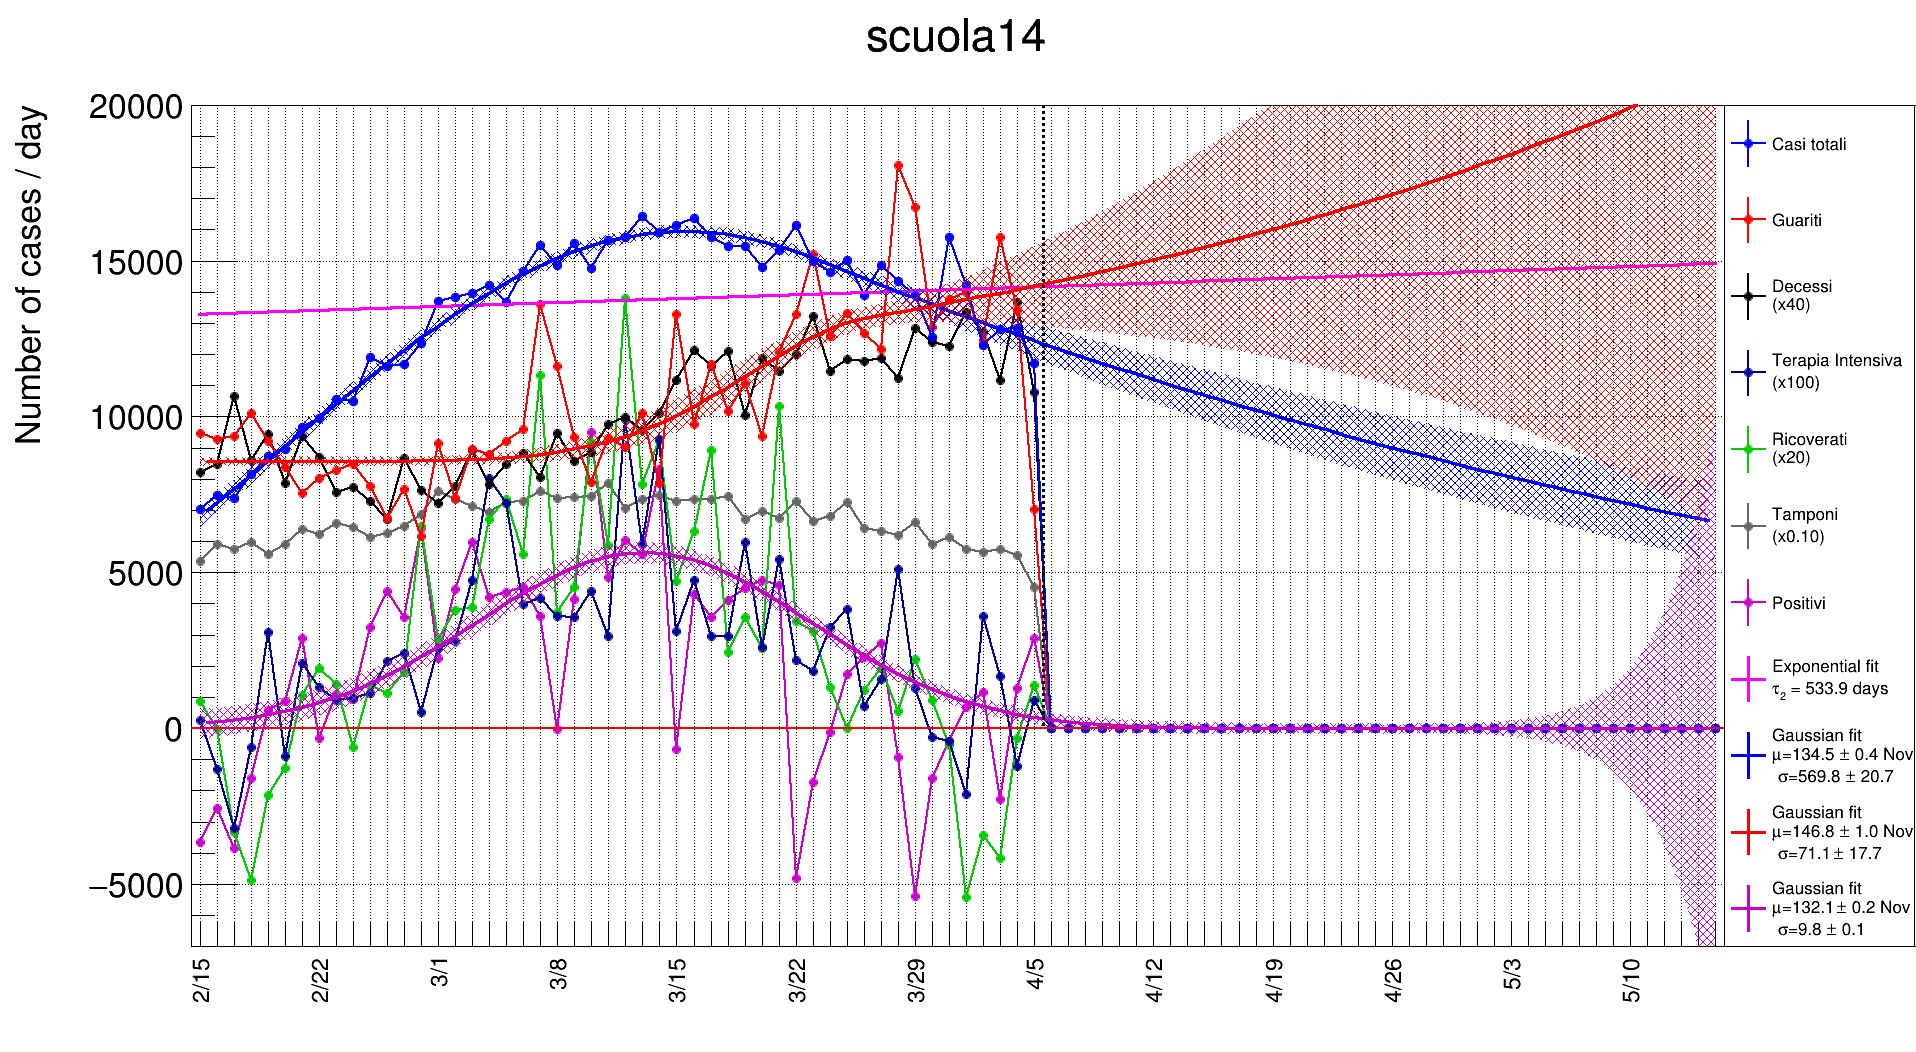 scuola14
Number of cases / day
20000
15000
10000
5000
0
−5000
2/15
2/22
3/1
3/8
3/15
3/22
3/29
4/5
4/12
4/19
4/26
5/3
5/10
Casi totali
Guariti
Decessi
(x40)
Terapia Intensiva
(x100)
Ricoverati
(x20)
Tamponi
(x0.10)
Positivi
Exponential fit
τ2 = 533.9 days
Gaussian fit
μ=134.5 ± 0.4 Nov
σ=569.8 ± 20.7
Gaussian fit
μ=146.8 ± 1.0 Nov
σ=71.1 ± 17.7
Gaussian fit
μ=132.1 ± 0.2 Nov
σ=9.8 ± 0.1